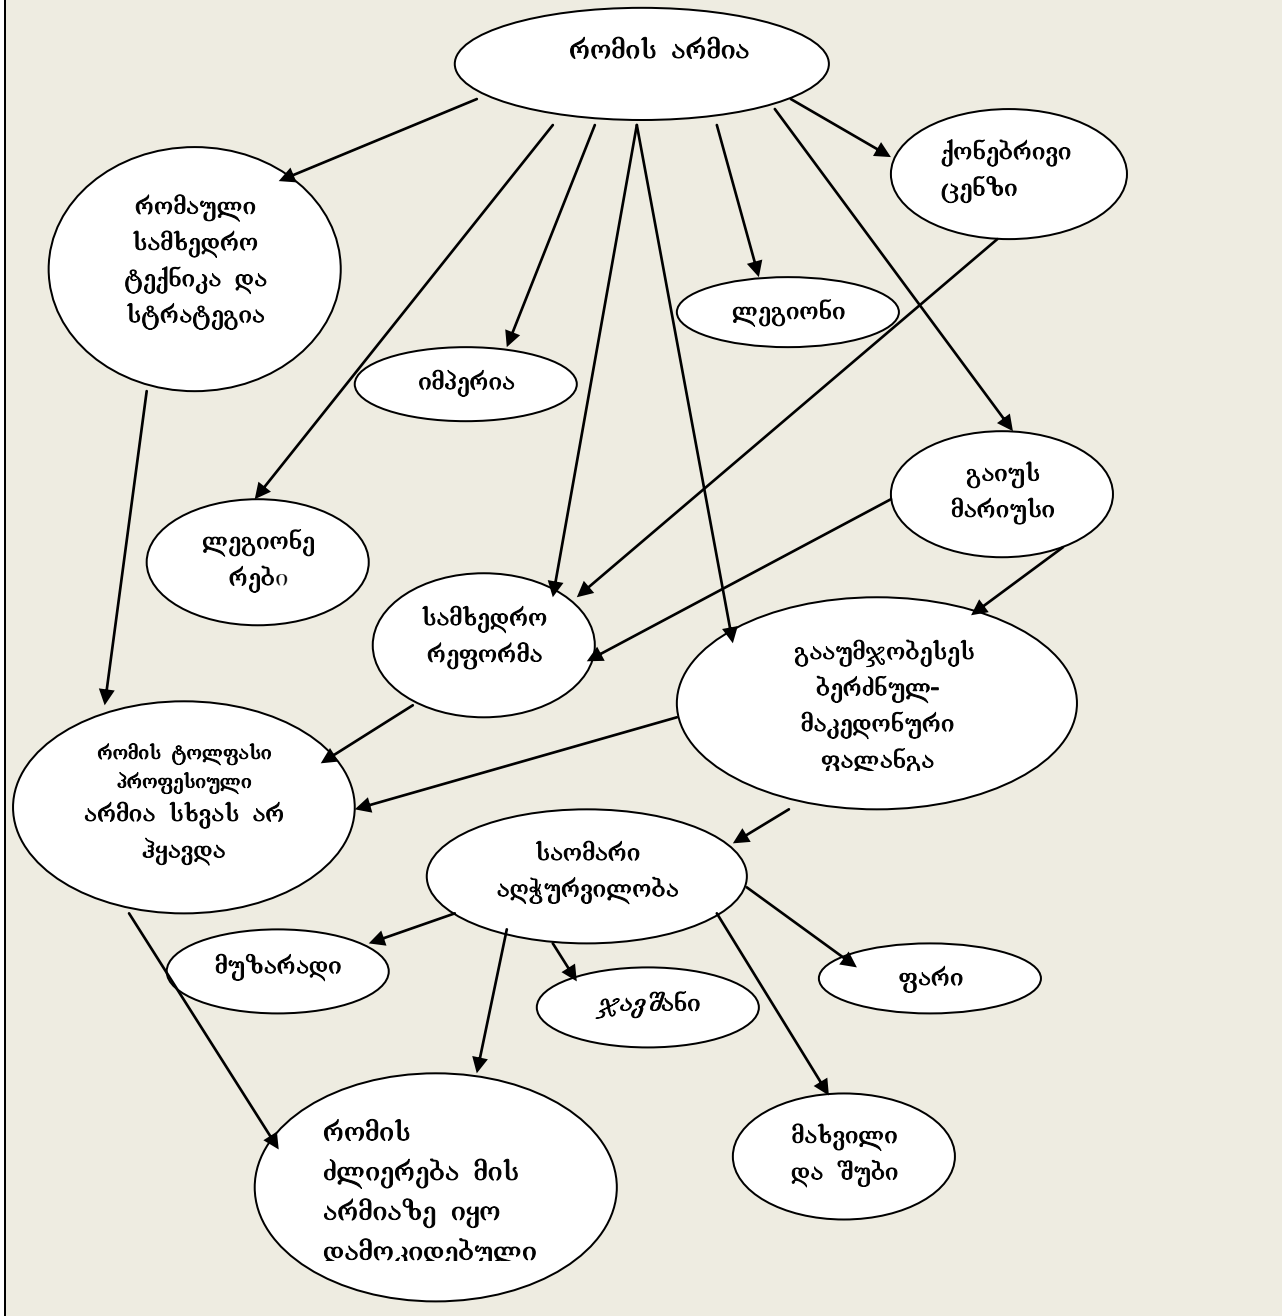 რომის არმია
ქონებრივი
ცენზი
რომაული
სამხედრო
ტექნიკა და
სტრატეგია
ლეგიონი
იმპერია
გაიუს
მარიუსი
ლეგიონე
რები
სამხედრო
რეფორმა
გააუმჯობესეს
ბერძნულ-
მაკედონური
ფალანგა
რომის ტოლფასი
პროფესიული
არმია სხვას არ
ჰყავდა
საომარი
აღჭურვილობა
მუზარადი
ჯავშანი
ფარი
მახვილი
და შუბი
რომის
ძლიერება მის
არმიაზე იყო
დამოკიდებული